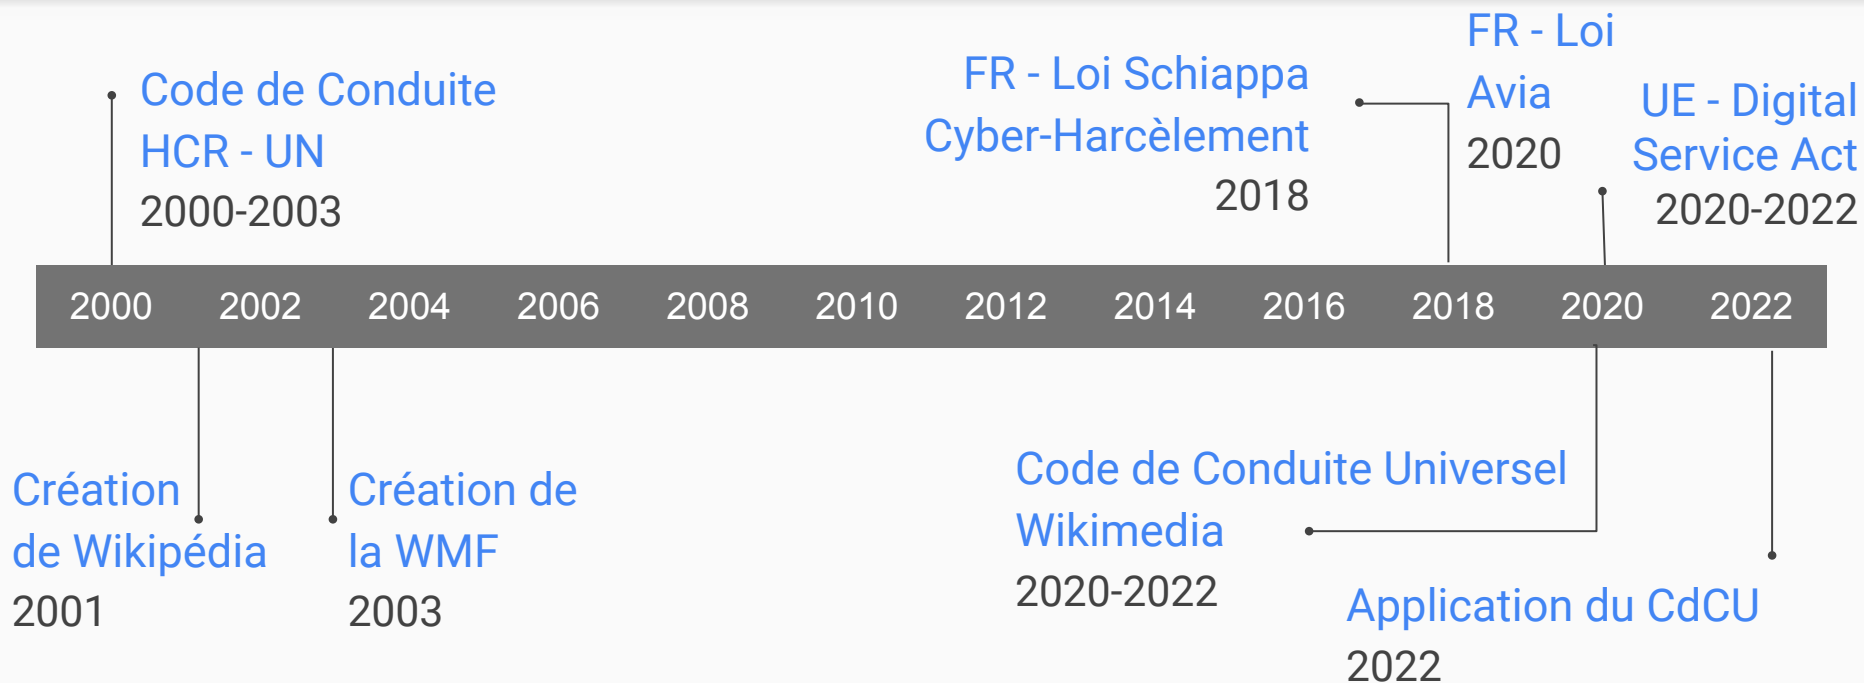 Code de Conduite
HCR - UN
2000-2003
FR - Loi Schiappa
Cyber-Harcèlement
2018
FR - Loi
Avia
2020
UE - Digital
Service Act
2020-2022
2000 2002 2004 2006 2008 2010 2012 2014 2016 2018 2020 2022
Création
de Wikipédia
2001
Création de
la WMF
2003
Code de Conduite Universel
Wikimedia
2020-2022
Application du CdCU
2022